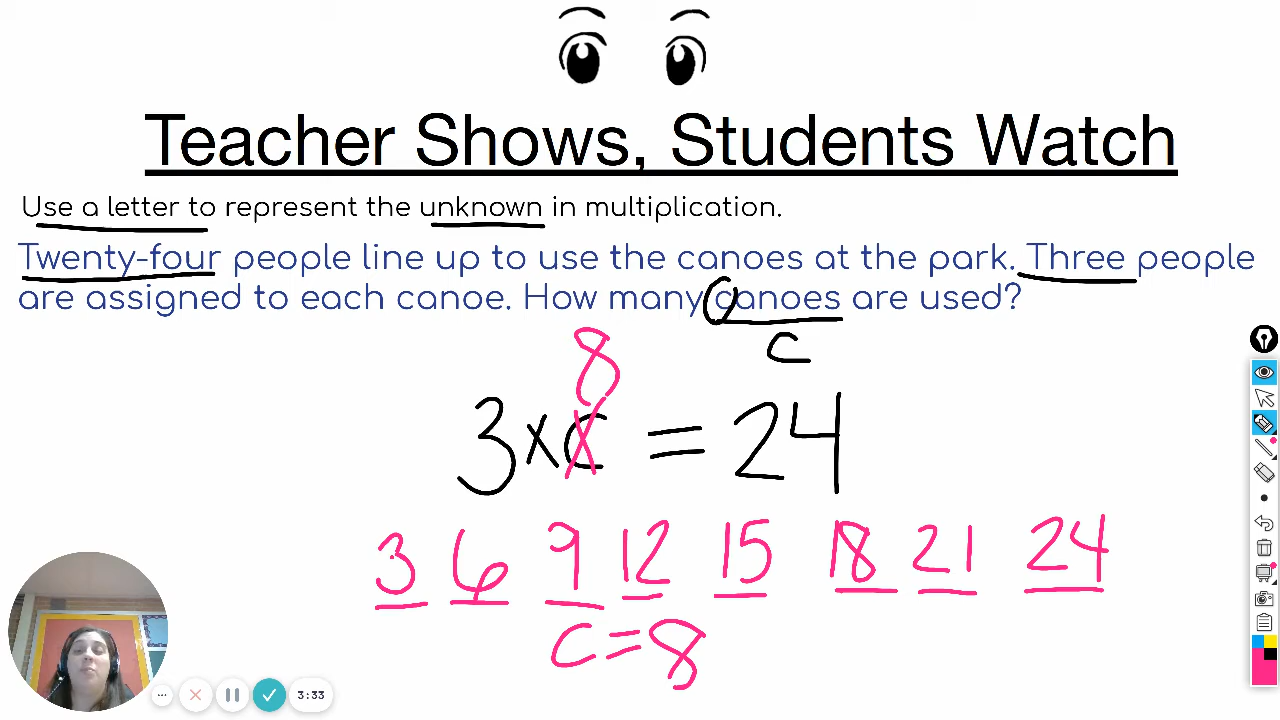 Teacher Shows, Students Watch
Use a letter to represent the unknown in multiplication.
Twenty-four people line up to use the canoes at the park. Three people
are assigned to each canoe. How many canoes are used?
c
8
3 x c = 24
3 6 9 12 15 18 21 24
c = 8
3:33